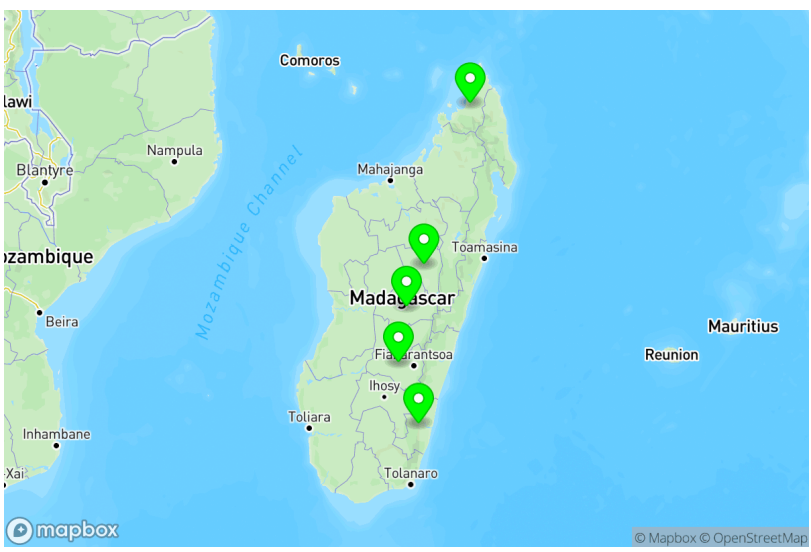 Comoros
lawi
Nampula
Blantyre
Mahajanga
Mozambique Channel
Toamasina
ozambique
Madagascar
Beira
Mauritius
Reunion
Fianarantsoa
Ihosy
Toliara
Inhambane
-Xai
Tolanaro
mapbox
© Mapbox © OpenStreetMap